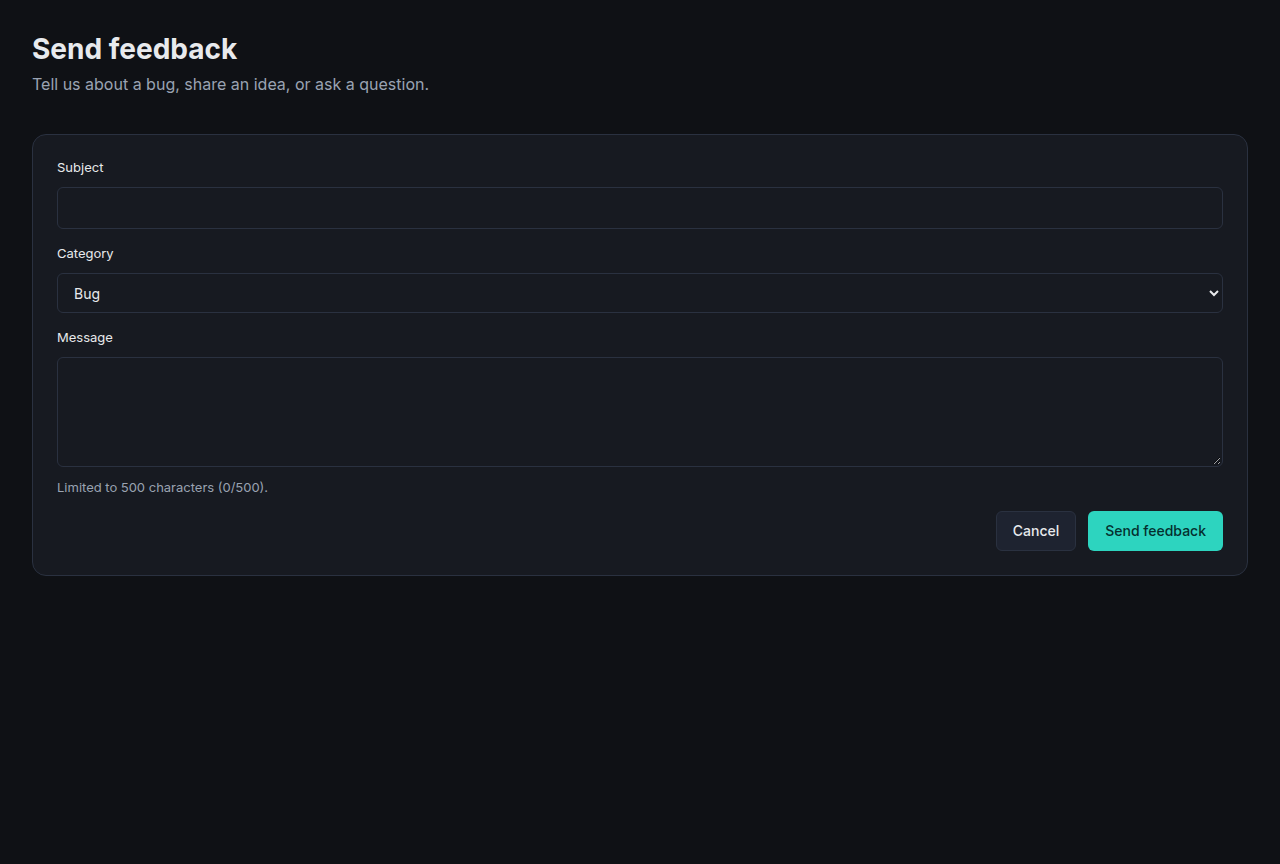 Send feedback
Tell us about a bug, share an idea, or ask a question.
Subject
Category
Bug
Message
Limited to 500 characters (0/500).
Cancel
Send feedback